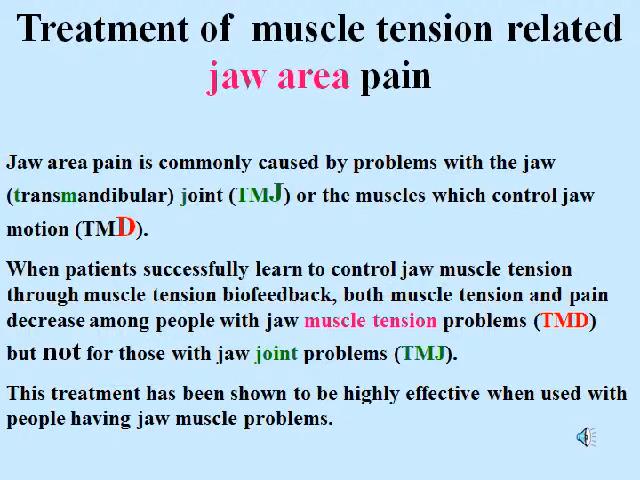 Treatment of muscle tension related
jaw area pain
Jaw area pain is commonly caused by problems with the jaw
(transmandibular) joint (TMJ) or the muscles which control jaw
motion (TMD).
When patients successfully learn to control jaw muscle tension
through muscle tension biofeedback, both muscle tension and pain
decrease among people with jaw muscle tension problems (TMD)
but not for those with jaw joint problems (TMJ).
This treatment has been shown to be highly effective when used with
people having jaw muscle problems.